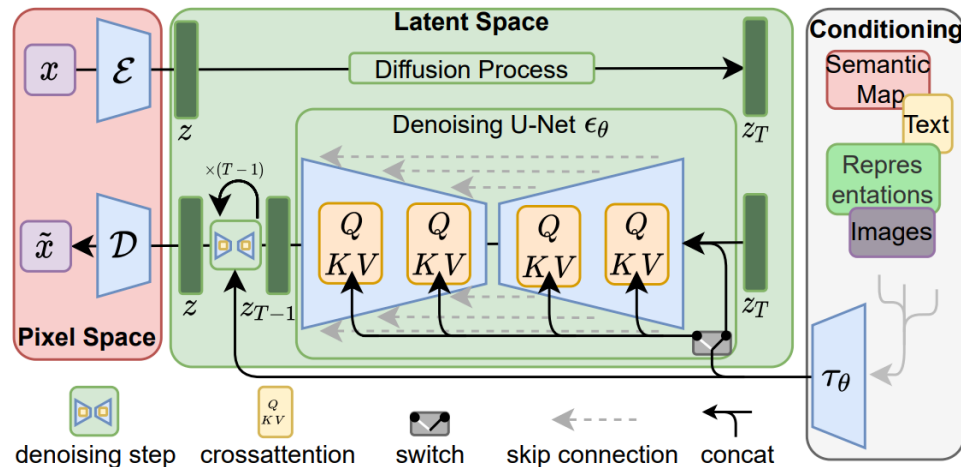 Latent Space
Conditioning
x
ℰ
Diffusion Process
Semantic
Map
Text
z
Denoising U-Net ϵ_θ
z_T
Repres
entations
Images
×(T − 1)
x̃
𝒟
Q
KV
Q
KV
Q
KV
Q
KV
z
z_{T−1}
z_T
Pixel Space
τ_θ
Q
KV
denoising step
crossattention
switch
skip connection
concat